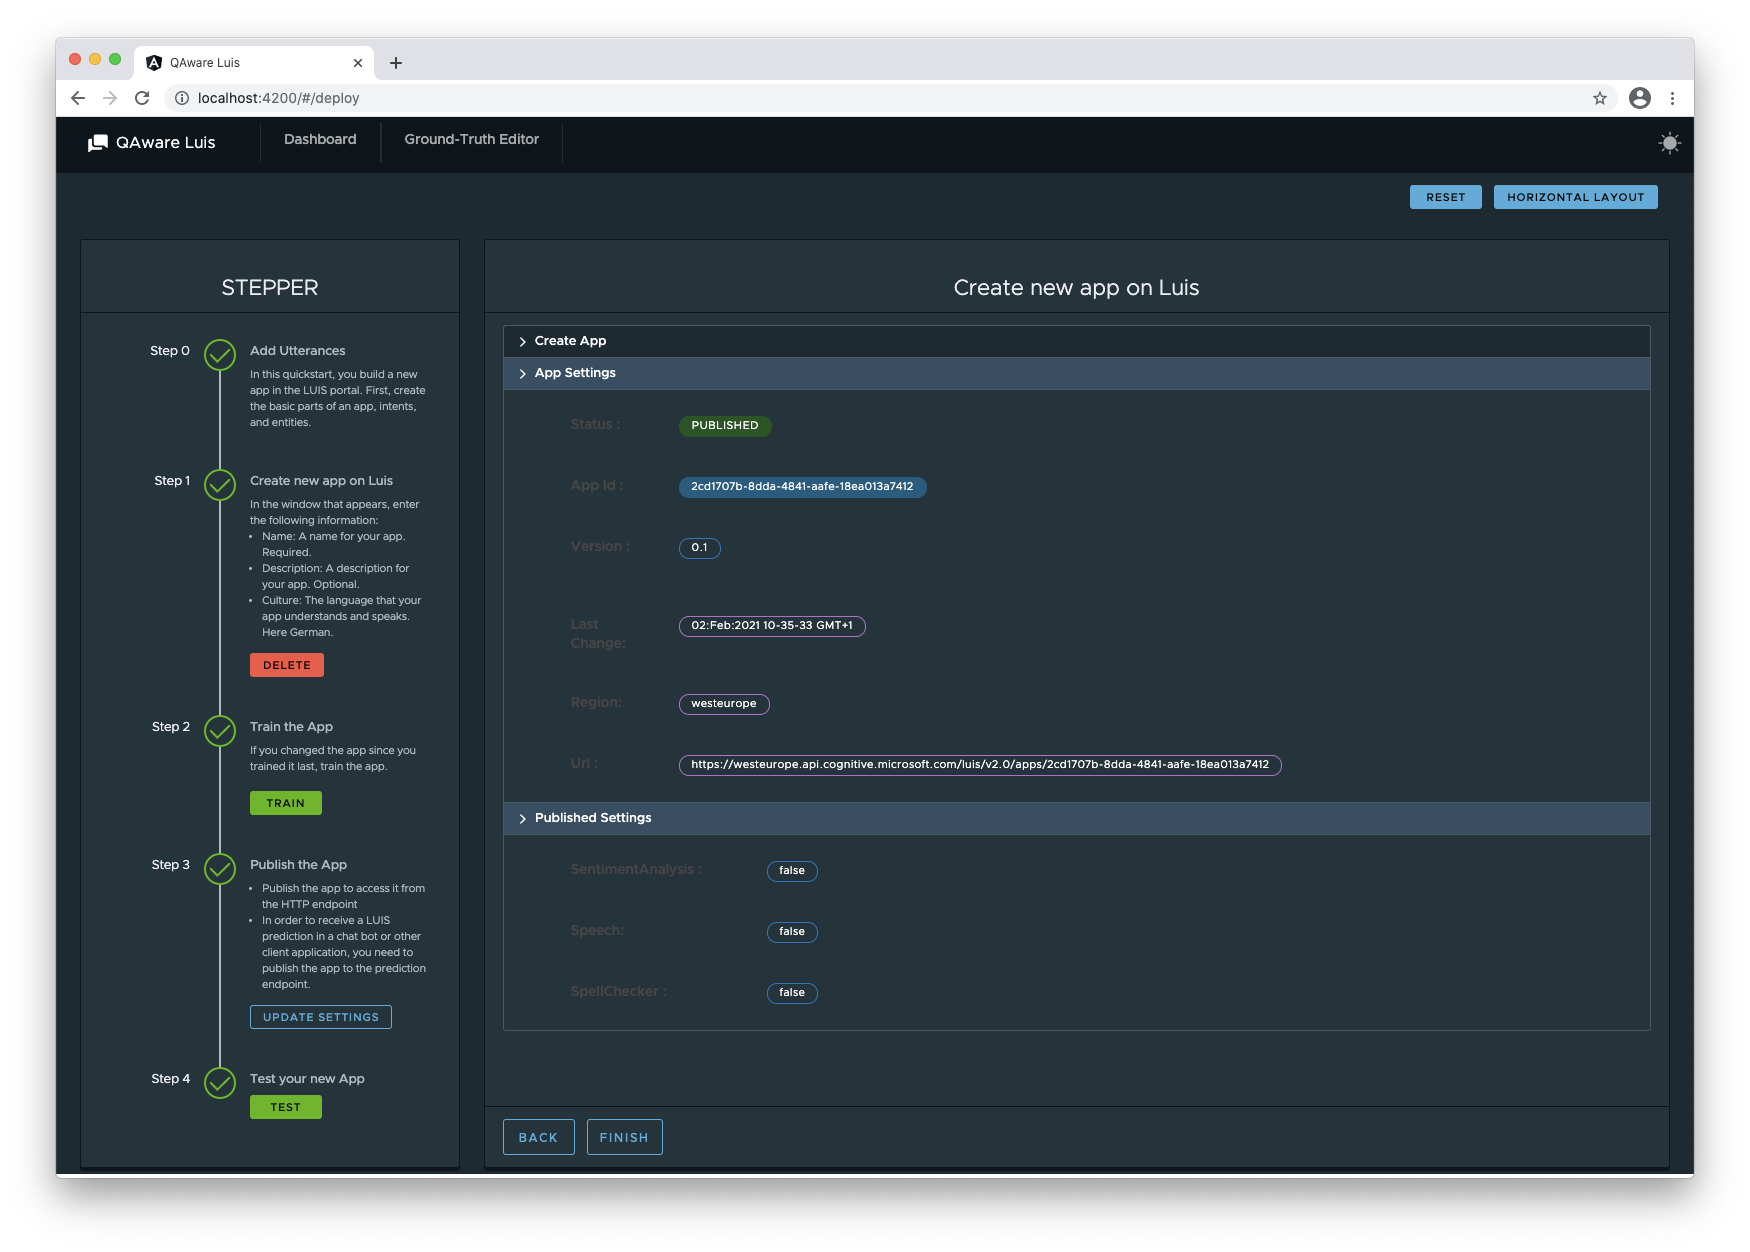 QAware Luis
localhost:4200/#/deploy
QAware Luis
Dashboard
Ground-Truth Editor
RESET
HORIZONTAL LAYOUT
STEPPER
Step 0
Add Utterances
In this quickstart, you build a new
app in the LUIS portal. First, create
the basic parts of an app, intents,
and entities.
Step 1
Create new app on Luis
In the window that appears, enter
the following information:
• Name: A name for your app.
Required.
• Description: A description for
your app. Optional.
• Culture: The language that your
app understands and speaks.
Here German.
DELETE
Step 2
Train the App
If you changed the app since you
trained it last, train the app.
TRAIN
Step 3
Publish the App
• Publish the app to access it from
the HTTP endpoint
• In order to receive a LUIS
prediction in a chat bot or other
client application, you need to
publish the app to the prediction
endpoint.
UPDATE SETTINGS
Step 4
Test your new App
TEST
Create new app on Luis
Create App
App Settings
Status : PUBLISHED
App Id : 2cd1707b-8dda-4841-aafe-18ea013a7412
Version : 0.1
Last
Change: 02:Feb:2021 10-35-33 GMT+1
Region: westeurope
Url : https://westeurope.api.cognitive.microsoft.com/luis/v2.0/apps/2cd1707b-8dda-4841-aafe-18ea013a7412
Published Settings
SentimentAnalysis : false
Speech: false
SpellChecker : false
BACK
FINISH